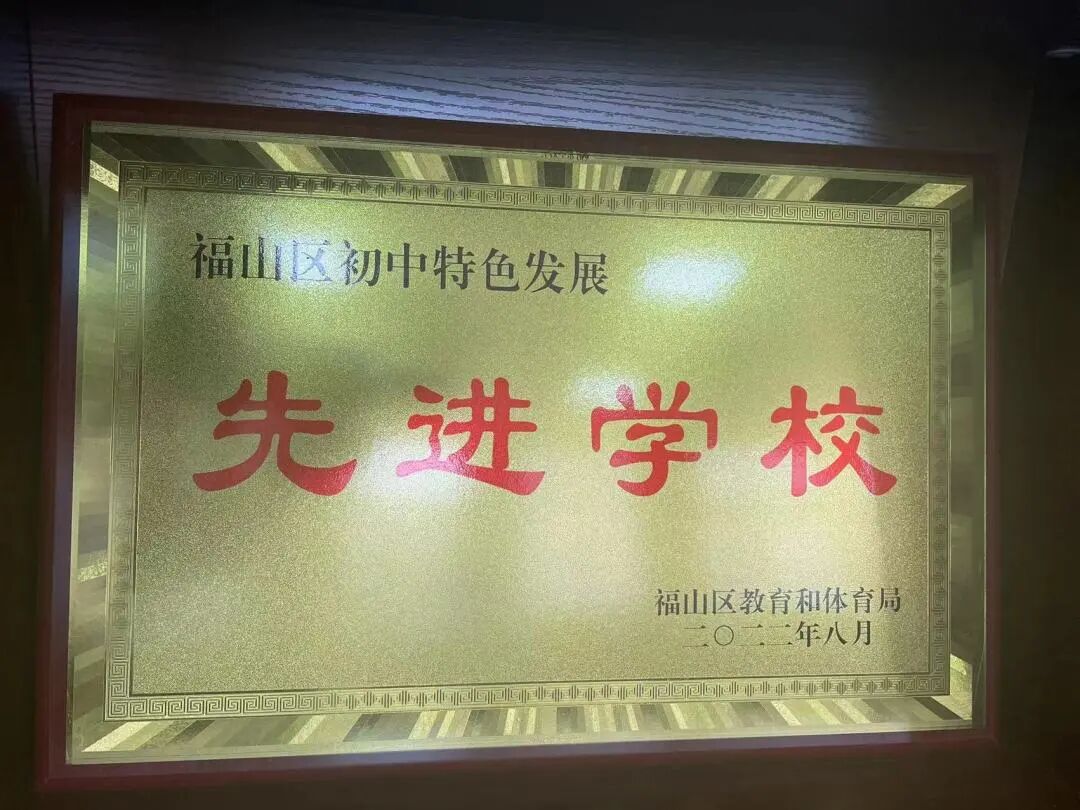 福山区初中特色发展
先进学校
福山区教育和体育局
二〇二二年八月